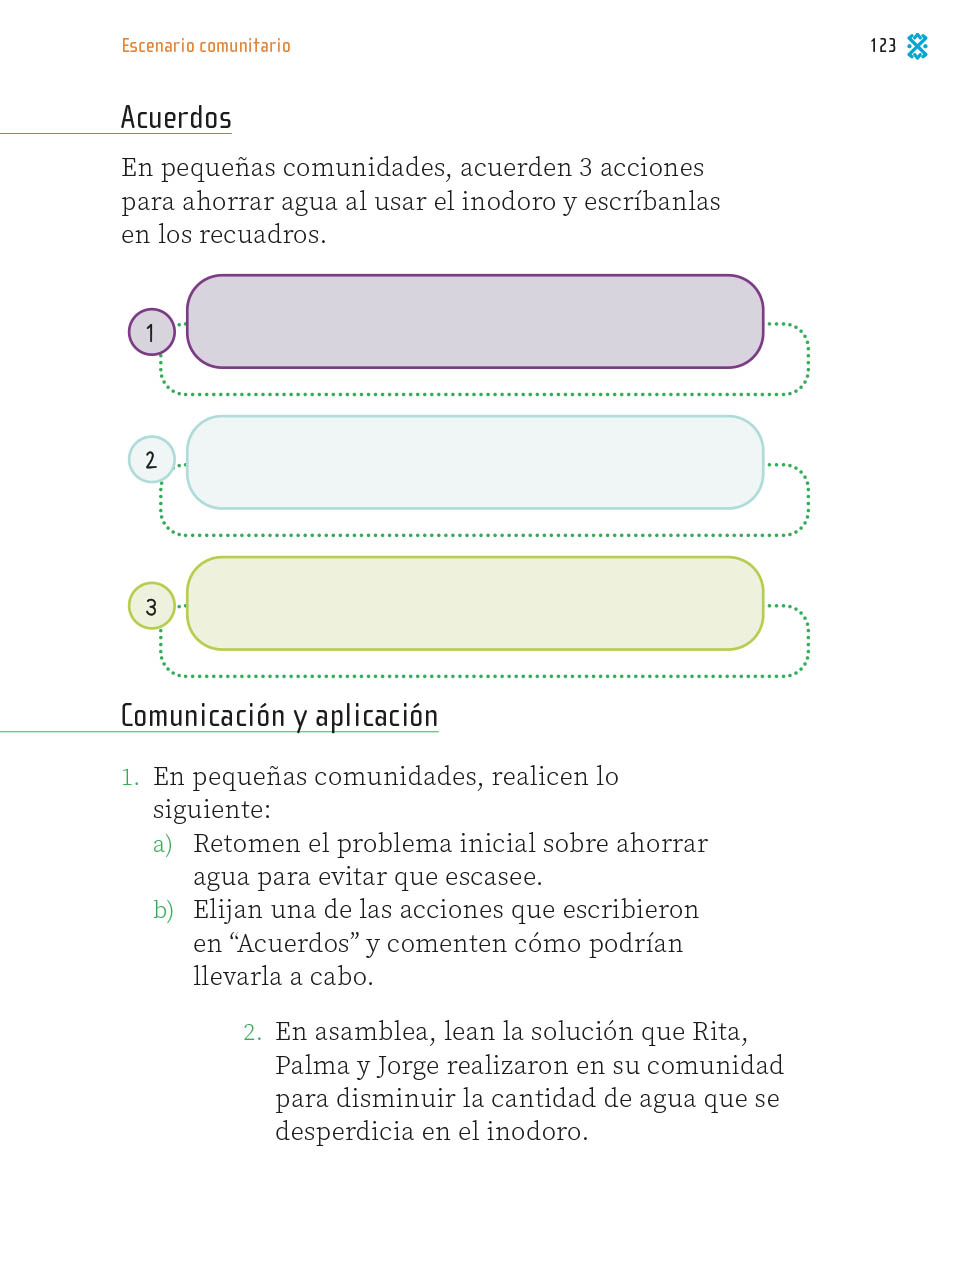 Escenario comunitario
123
Acuerdos
En pequeñas comunidades, acuerden 3 acciones
para ahorrar agua al usar el inodoro y escríbanlas
en los recuadros.
1
2
3
Comunicación y aplicación
1. En pequeñas comunidades, realicen lo
siguiente:
a) Retomen el problema inicial sobre ahorrar
agua para evitar que escasee.
b) Elijan una de las acciones que escribieron
en “Acuerdos” y comenten cómo podrían
llevarla a cabo.
2. En asamblea, lean la solución que Rita,
Palma y Jorge realizaron en su comunidad
para disminuir la cantidad de agua que se
desperdicia en el inodoro.